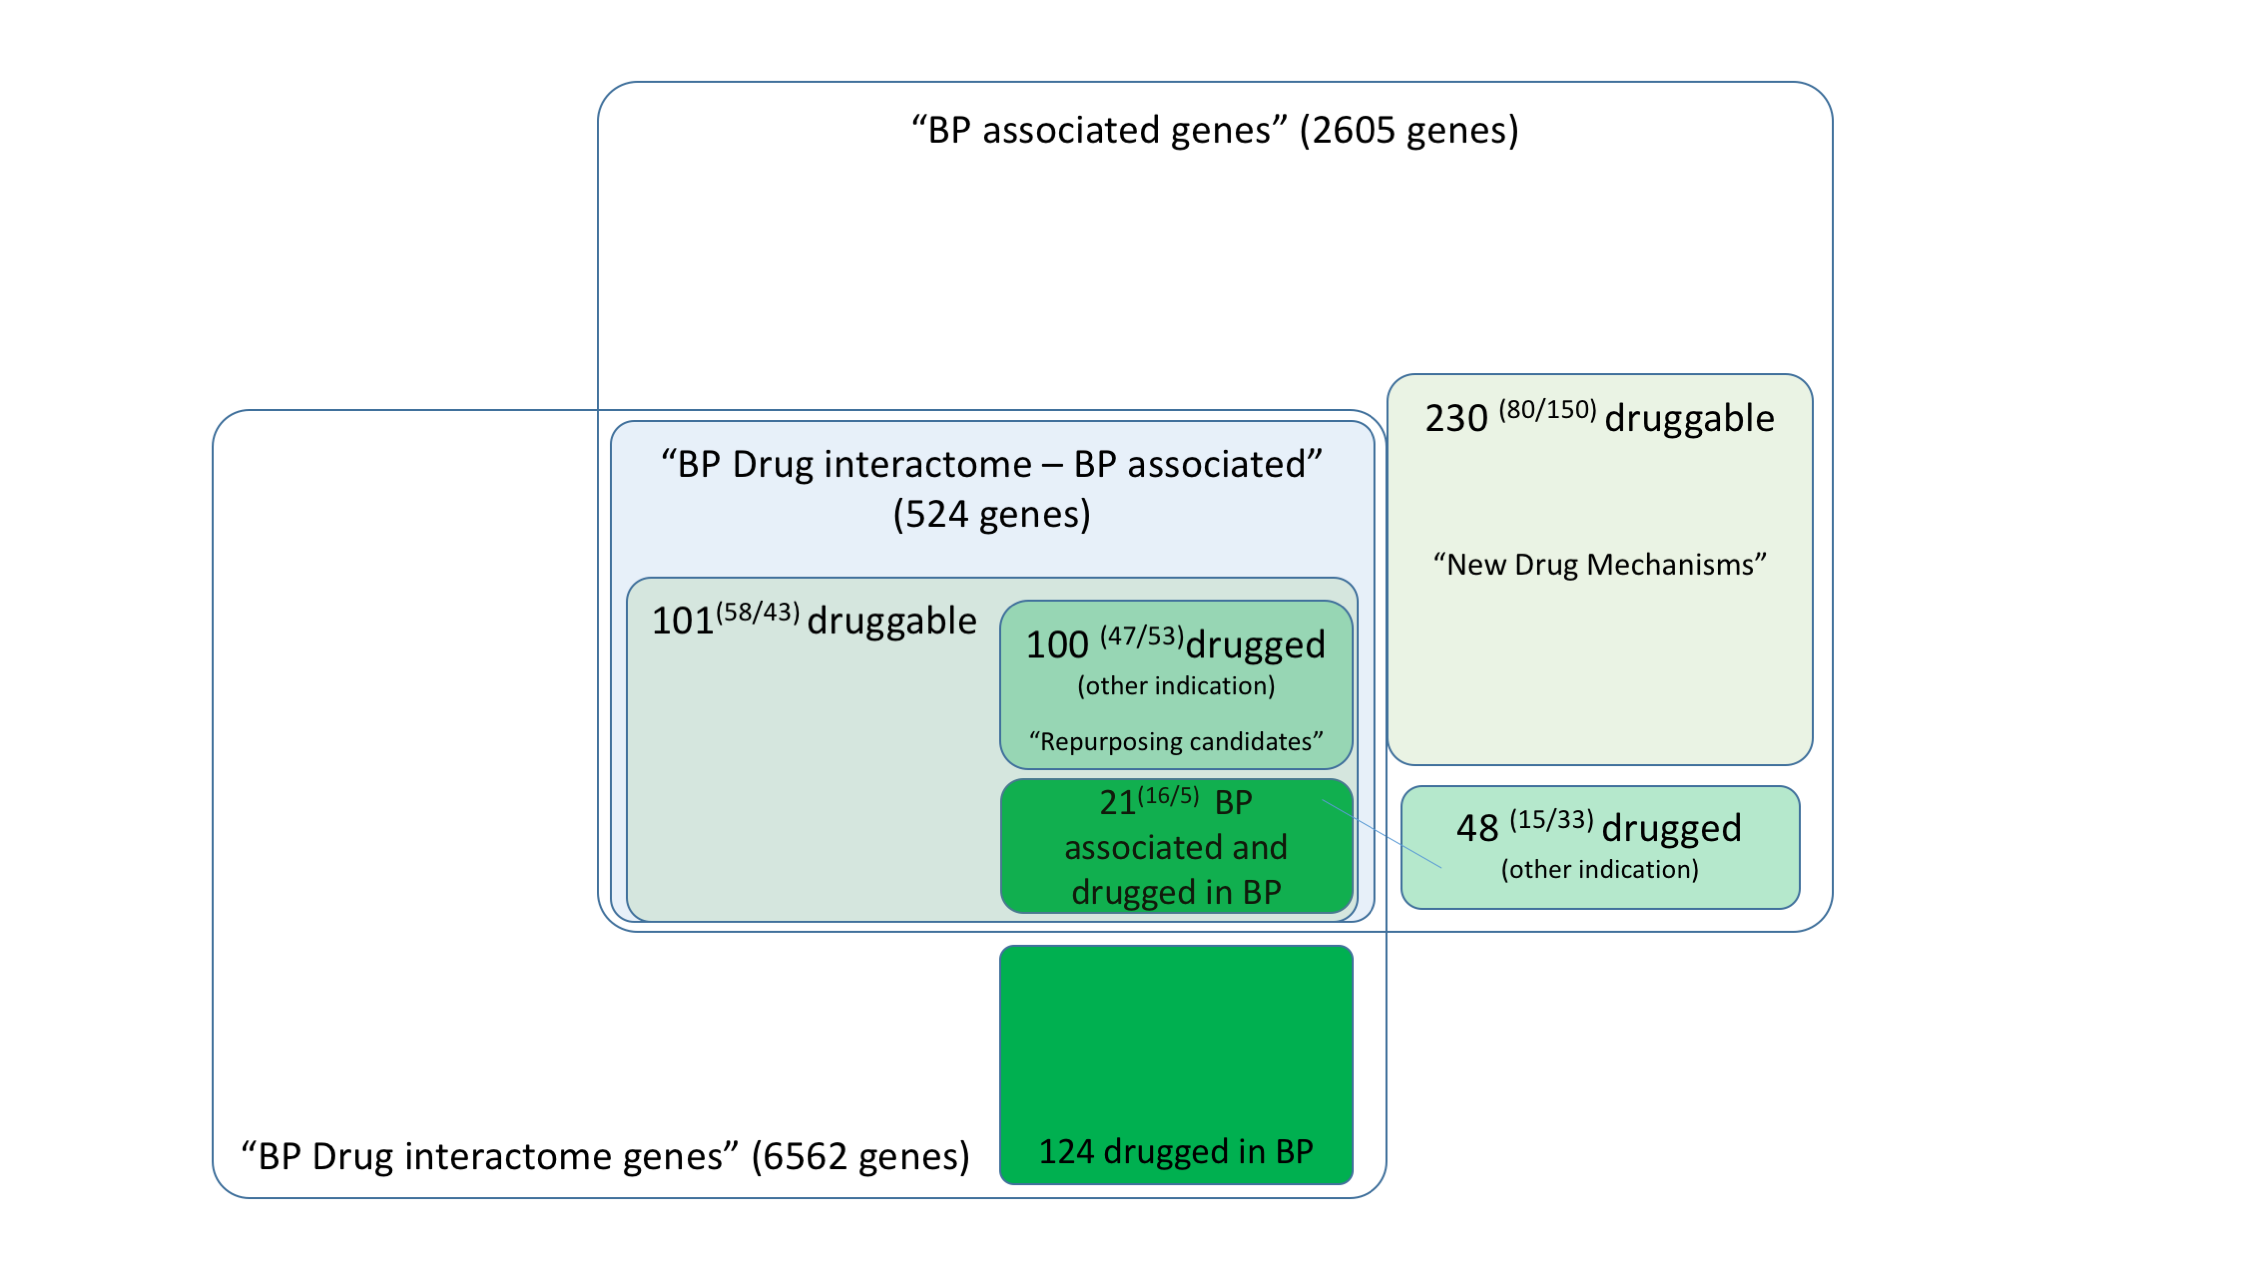 “BP associated genes” (2605 genes)
230 (80/150) druggable
“New Drug Mechanisms”
“BP Drug interactome – BP associated”
(524 genes)
101(58/43) druggable
100 (47/53)drugged
(other indication)
“Repurposing candidates”
21(16/5) BP
associated and
drugged in BP
48 (15/33) drugged
(other indication)
“BP Drug interactome genes” (6562 genes)
124 drugged in BP